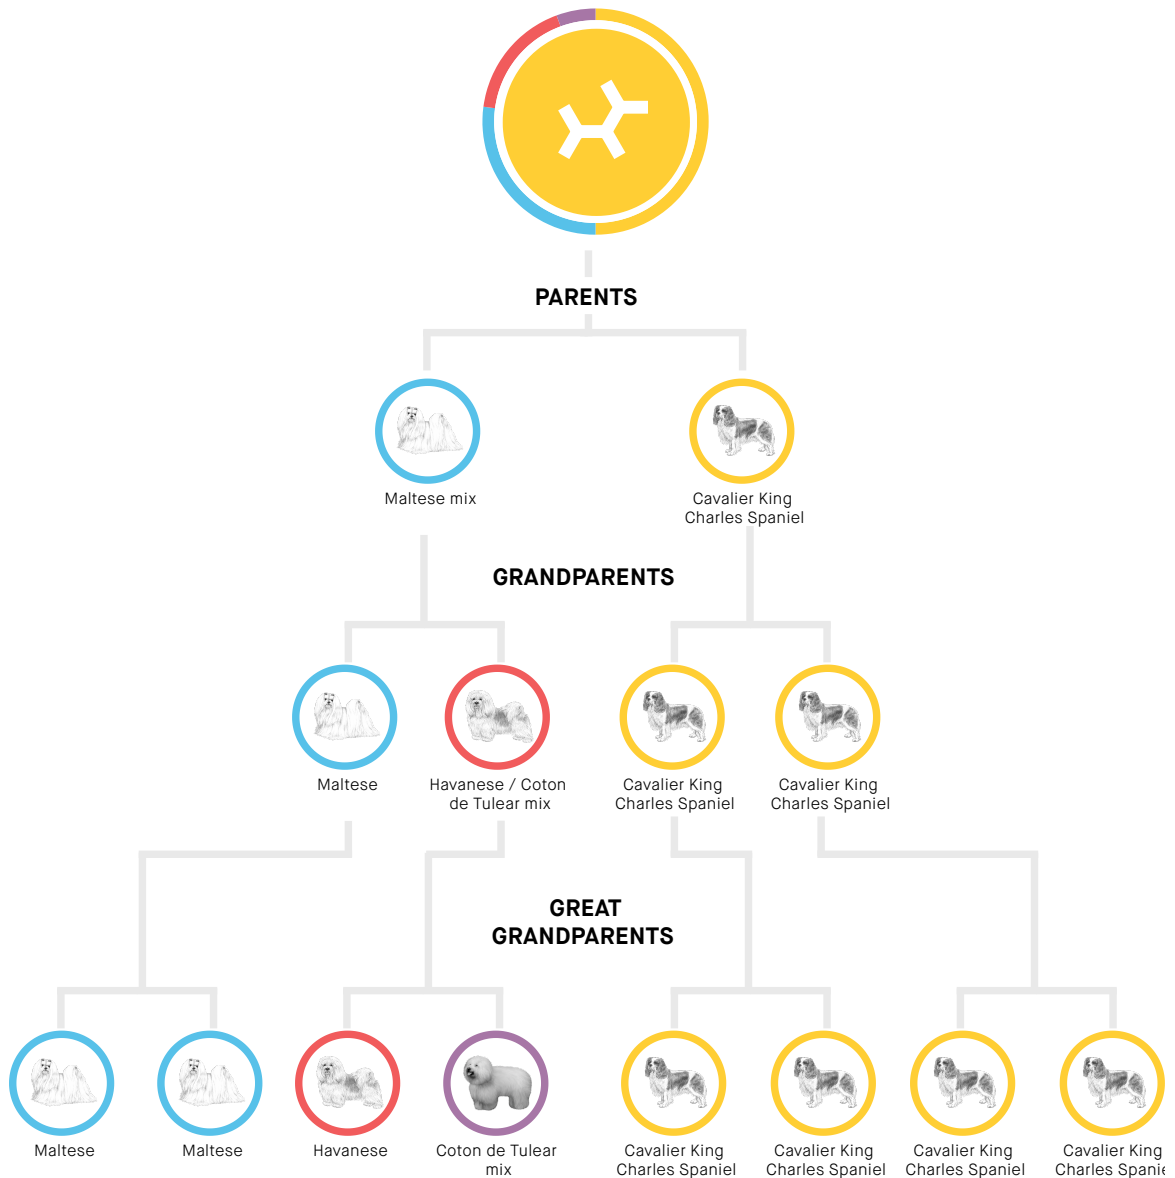 PARENTS
Maltese mix
Cavalier King
Charles Spaniel
GRANDPARENTS
Maltese
Havanese / Coton
de Tulear mix
Cavalier King
Charles Spaniel
Cavalier King
Charles Spaniel
GREAT
GRANDPARENTS
Maltese
Maltese
Havanese
Coton de Tulear
mix
Cavalier King
Charles Spaniel
Cavalier King
Charles Spaniel
Cavalier King
Charles Spaniel
Cavalier King
Charles Spanie